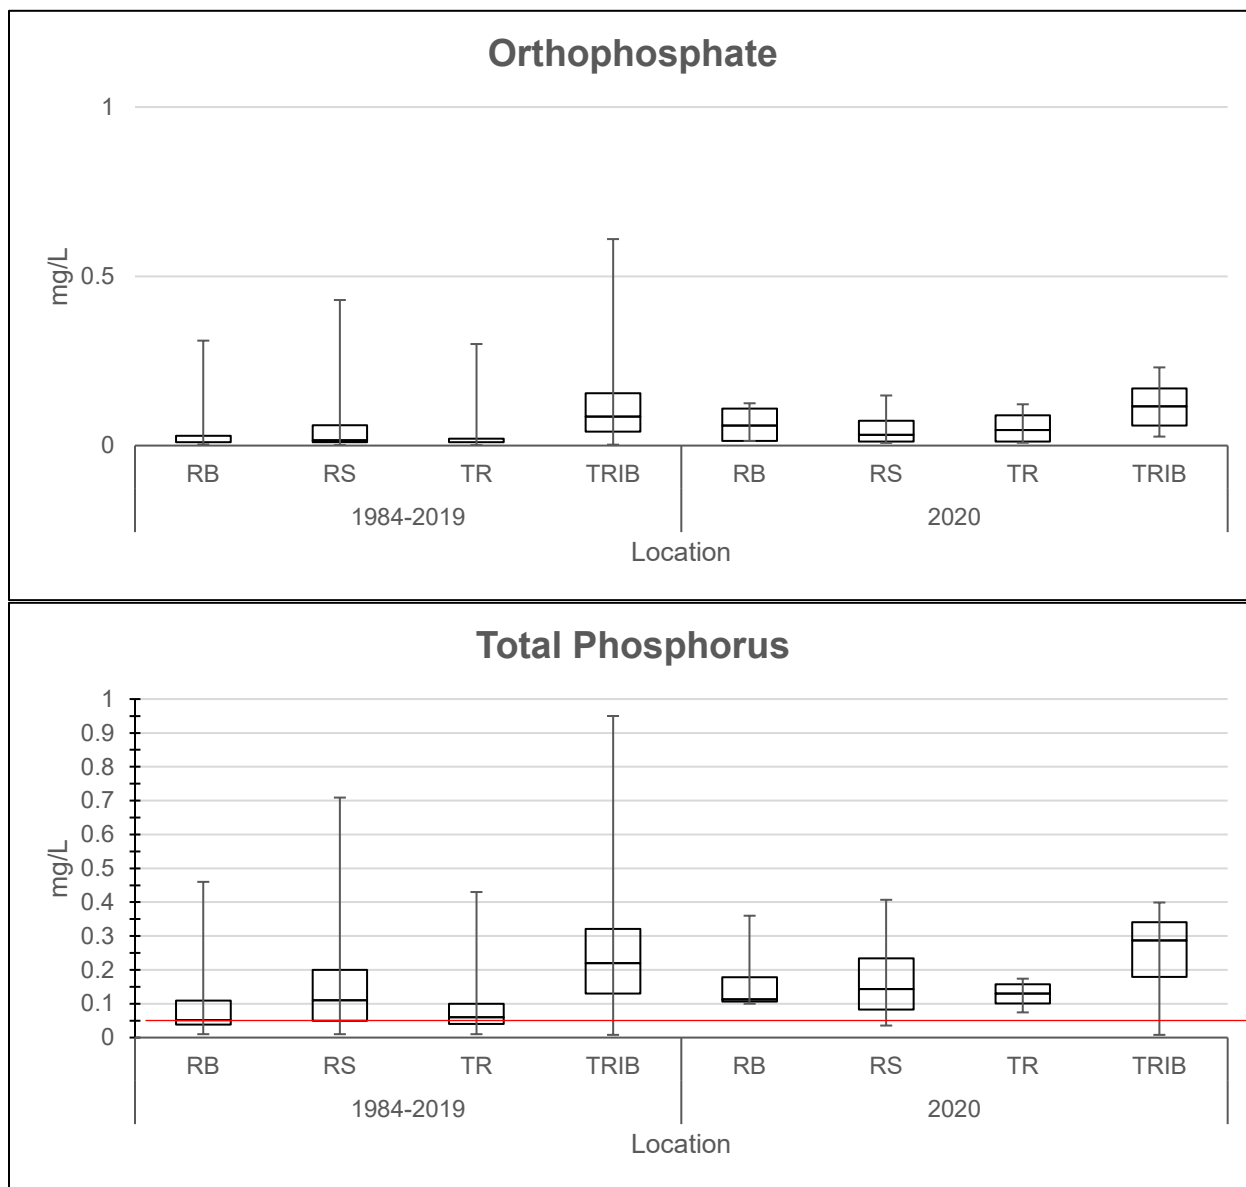 Orthophosphate
1
0.5
0
mg/L
RB RS TR TRIB RB RS TR TRIB
1984-2019 2020
Location
Total Phosphorus
1
0.9
0.8
0.7
0.6
0.5
0.4
0.3
0.2
0.1
0
mg/L
RB RS TR TRIB RB RS TR TRIB
1984-2019 2020
Location